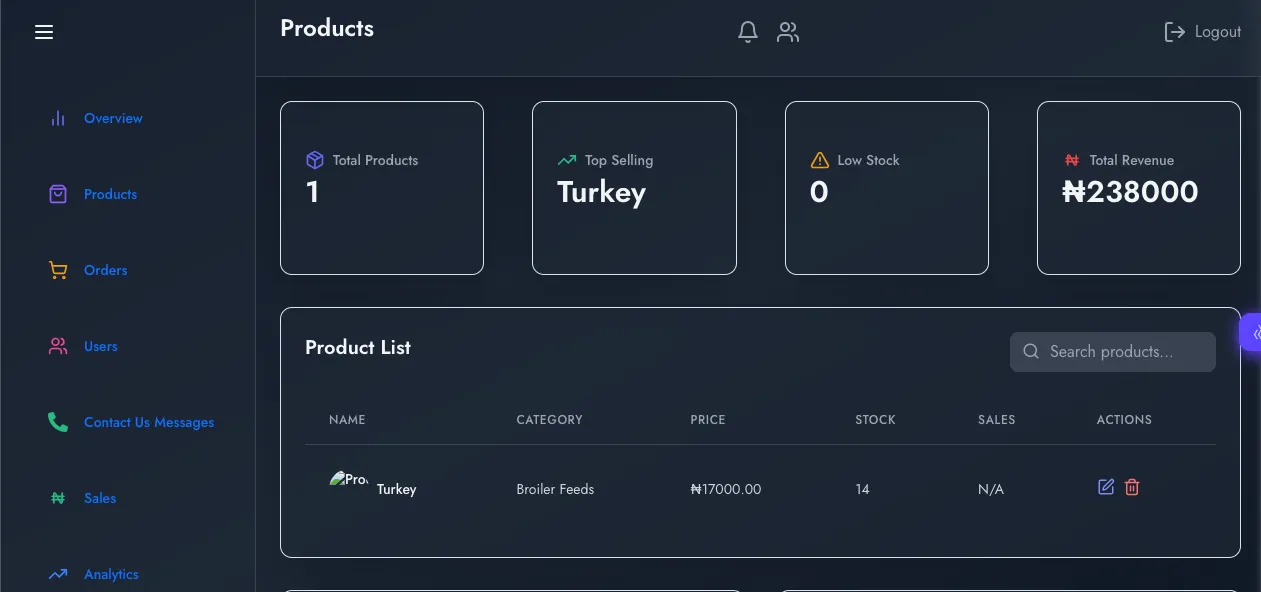 Products
Logout
Overview
Products
Orders
Users
Contact Us Messages
Sales
Analytics
Total Products
1
Top Selling
Turkey
Low Stock
0
₦ Total Revenue
₦238000
Product List
Search products...
NAME CATEGORY PRICE STOCK SALES ACTIONS
Pro Turkey Broiler Feeds ₦17000.00 14 N/A